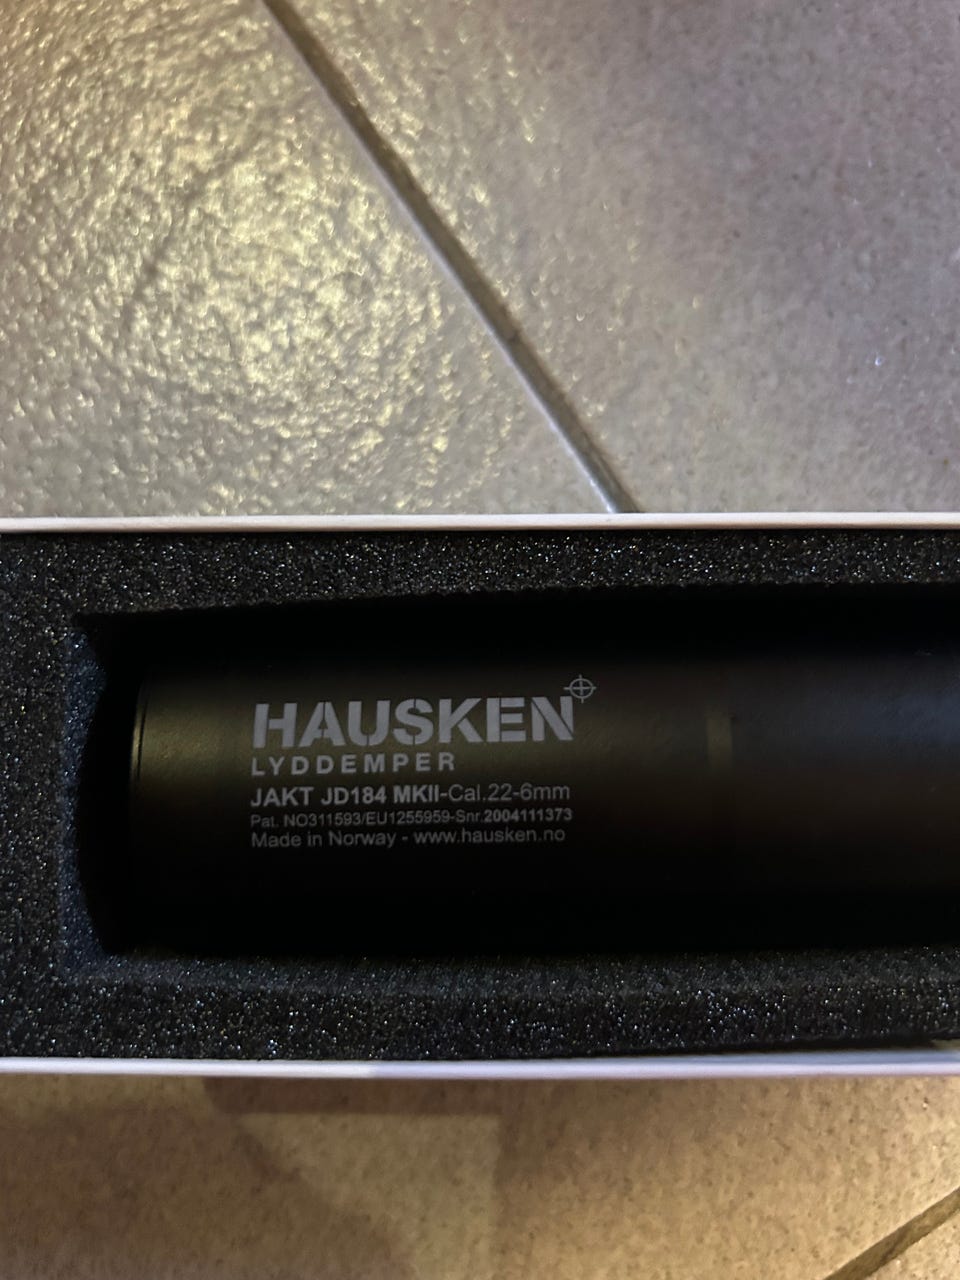 HAUSKEN
LYDDEMPER
JAKT JD184 MKII-Cal.22-6mm
Pat. NO311593/EU1255959-Snr.2004111373
Made in Norway - www.hausken.no